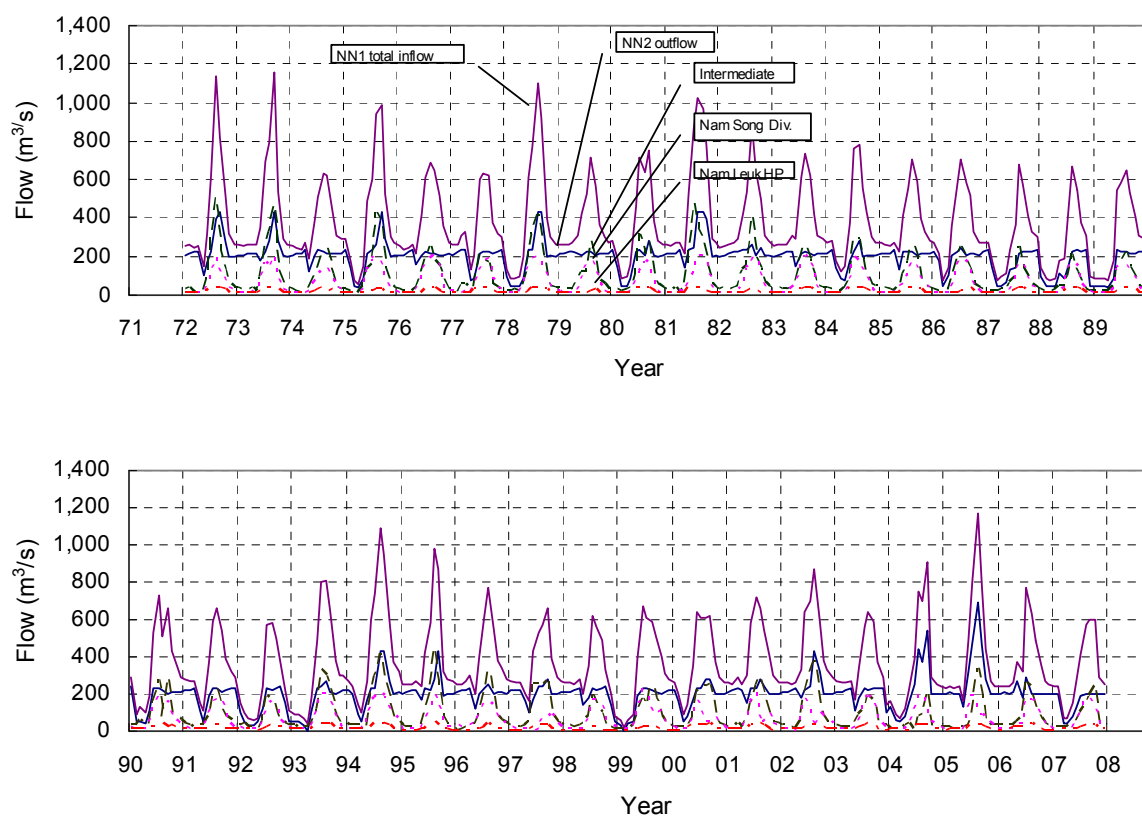 1,400
1,200
1,000
800
600
400
200
0
Flow (m³/s)
NN1 total inflow
NN2 outflow
Intermediate
Nam Song Div.
Nam Leuk HP
71 72 73 74 75 76 77 78 79 80 81 82 83 84 85 86 87 88 89
Year
1,400
1,200
1,000
800
600
400
200
0
Flow (m³/s)
90 91 92 93 94 95 96 97 98 99 00 01 02 03 04 05 06 07 08
Year